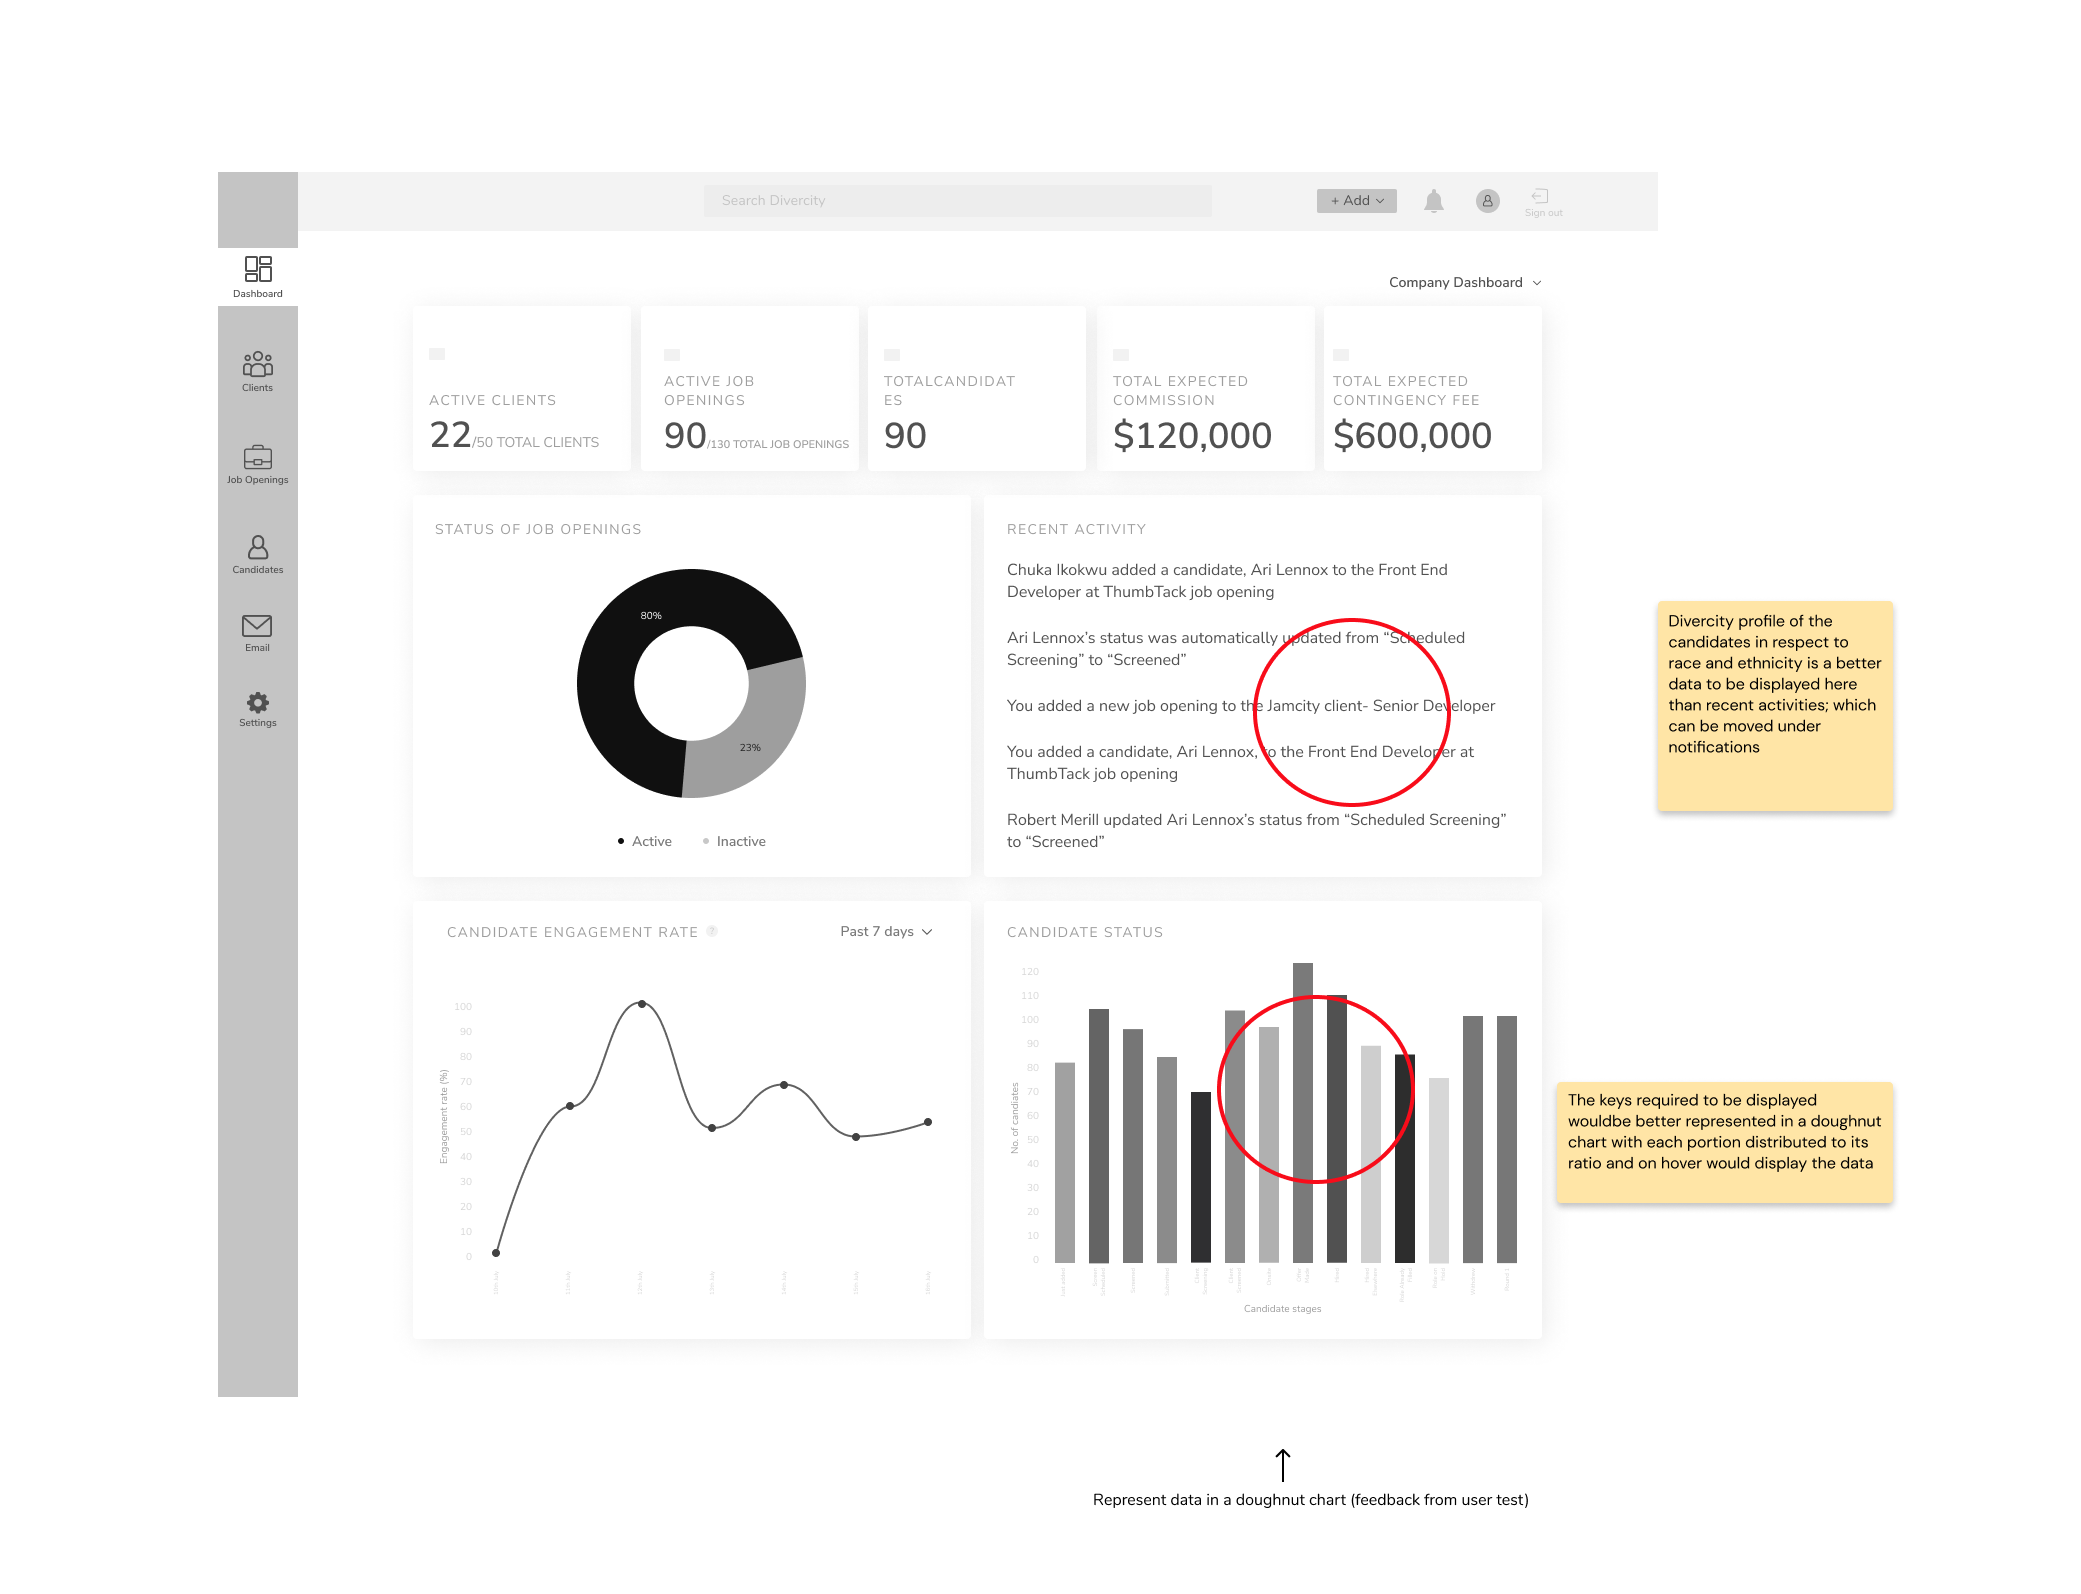 Search Divercity
+ Add
Sign out
Dashboard
Clients
Job Openings
Candidates
Email
Settings
Company Dashboard
ACTIVE CLIENTS
22/50 TOTAL CLIENTS
ACTIVE JOB
OPENINGS
90/130 TOTAL JOB OPENINGS
TOTALCANDIDAT
ES
90
TOTAL EXPECTED
COMMISSION
$120,000
TOTAL EXPECTED
CONTINGENCY FEE
$600,000
STATUS OF JOB OPENINGS
80%
23%
Active
Inactive
RECENT ACTIVITY
Chuka Ikokwu added a candidate, Ari Lennox to the Front End
Developer at ThumbTack job opening
Ari Lennox’s status was automatically updated from “Scheduled
Screening” to “Screened”
You added a new job opening to the Jamcity client- Senior Developer
You added a candidate, Ari Lennox, to the Front End Developer at
ThumbTack job opening
Robert Merill updated Ari Lennox’s status from “Scheduled Screening”
to “Screened”
Divercity profile of the
candidates in respect to
race and ethnicity is a better
data to be displayed here
than recent activities; which
can be moved under
notifications
CANDIDATE ENGAGEMENT RATE ?
Past 7 days
Engagement rate (%)
100
90
80
70
60
50
40
30
20
10
0
CANDIDATE STATUS
No. of candidates
120
110
100
90
80
70
60
50
40
30
20
10
0
Candidate stages
The keys required to be displayed
wouldbe better represented in a doughnut
chart with each portion distributed to its
ratio and on hover would display the data
Represent data in a doughnut chart (feedback from user test)